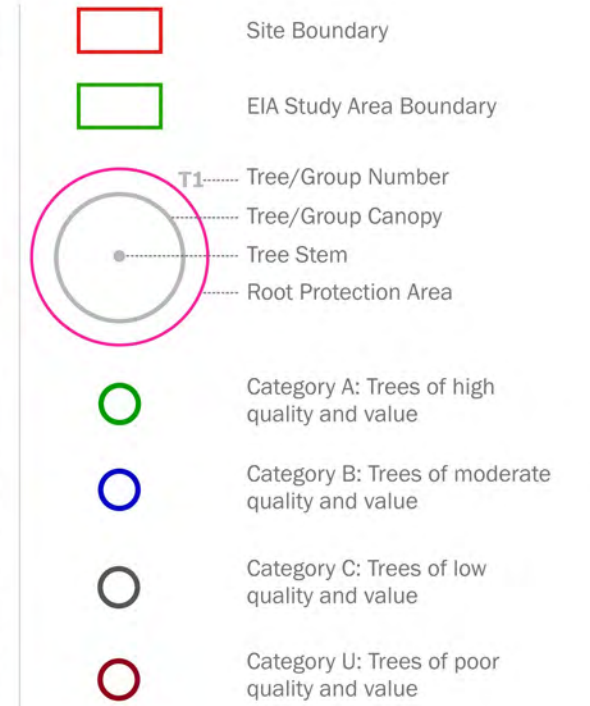 Site Boundary
EIA Study Area Boundary
T1
Tree/Group Number
Tree/Group Canopy
Tree Stem
Root Protection Area
Category A: Trees of high
quality and value
Category B: Trees of moderate
quality and value
Category C: Trees of low
quality and value
Category U: Trees of poor
quality and value